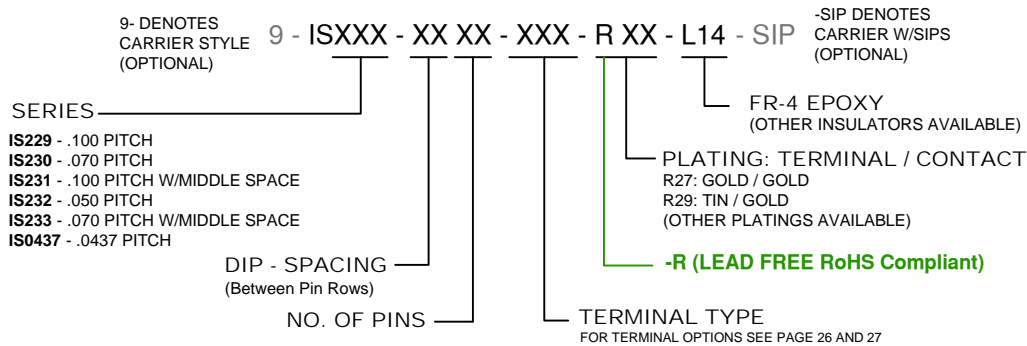 9- DENOTES
CARRIER STYLE
(OPTIONAL)
9 - ISXXX - XX XX - XXX - R XX - L14 - SIP
-SIP DENOTES
CARRIER W/SIPS
(OPTIONAL)
SERIES
IS229 - .100 PITCH
IS230 - .070 PITCH
IS231 - .100 PITCH W/MIDDLE SPACE
IS232 - .050 PITCH
IS233 - .070 PITCH W/MIDDLE SPACE
IS0437 - .0437 PITCH
FR-4 EPOXY
(OTHER INSULATORS AVAILABLE)
PLATING: TERMINAL / CONTACT
R27: GOLD / GOLD
R29: TIN / GOLD
(OTHER PLATINGS AVAILABLE)
DIP - SPACING
(Between Pin Rows)
-R (LEAD FREE RoHS Compliant)
NO. OF PINS
TERMINAL TYPE
FOR TERMINAL OPTIONS SEE PAGE 26 AND 27